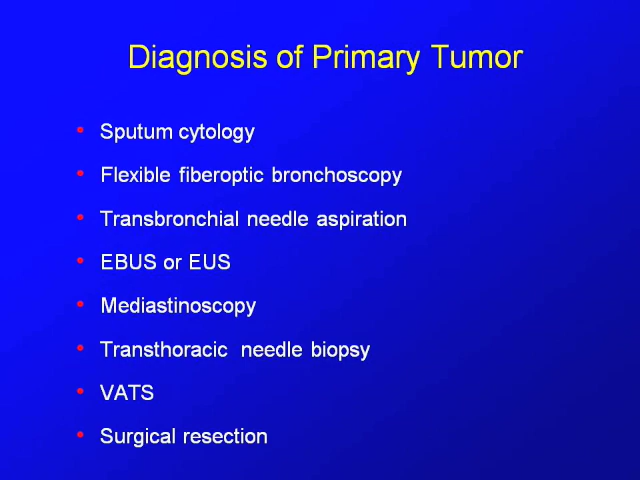 Diagnosis of Primary Tumor
• Sputum cytology
• Flexible fiberoptic bronchoscopy
• Transbronchial needle aspiration
• EBUS or EUS
• Mediastinoscopy
• Transthoracic needle biopsy
• VATS
• Surgical resection